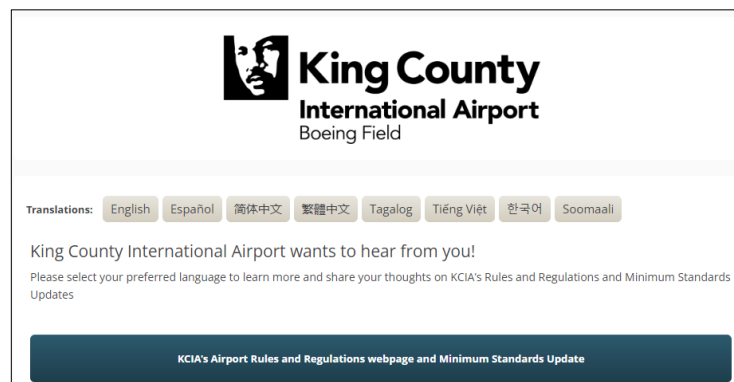 King County
International Airport
Boeing Field
Translations: English Español 简体中文 繁體中文 Tagalog Tiếng Việt 한국어 Soomaali
King County International Airport wants to hear from you!
Please select your preferred language to learn more and share your thoughts on KCIA's Rules and Regulations and Minimum Standards
Updates
KCIA's Airport Rules and Regulations webpage and Minimum Standards Update